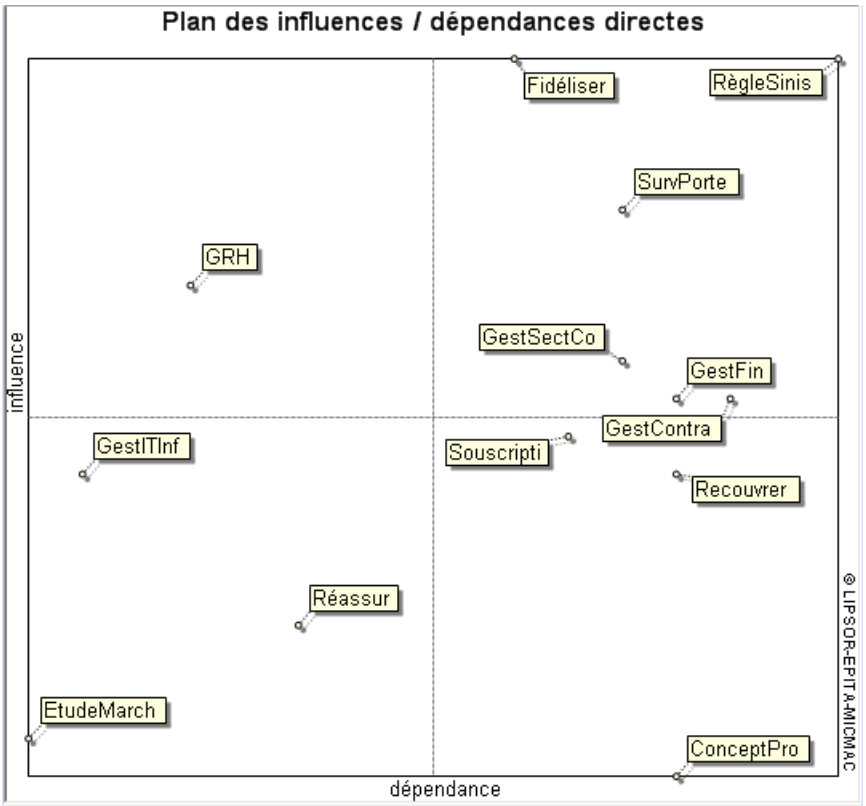 Plan des influences / dépendances directes
Fidéliser
RègleSinis
SurvPorte
GRH
GestSectCo
influence
GestFin
GestContra
GestITInf
Souscripti
Recouvrer
Réassur
EtudeMarch
ConceptPro
dépendance
© LIPSOR-EPITA-MICMAC